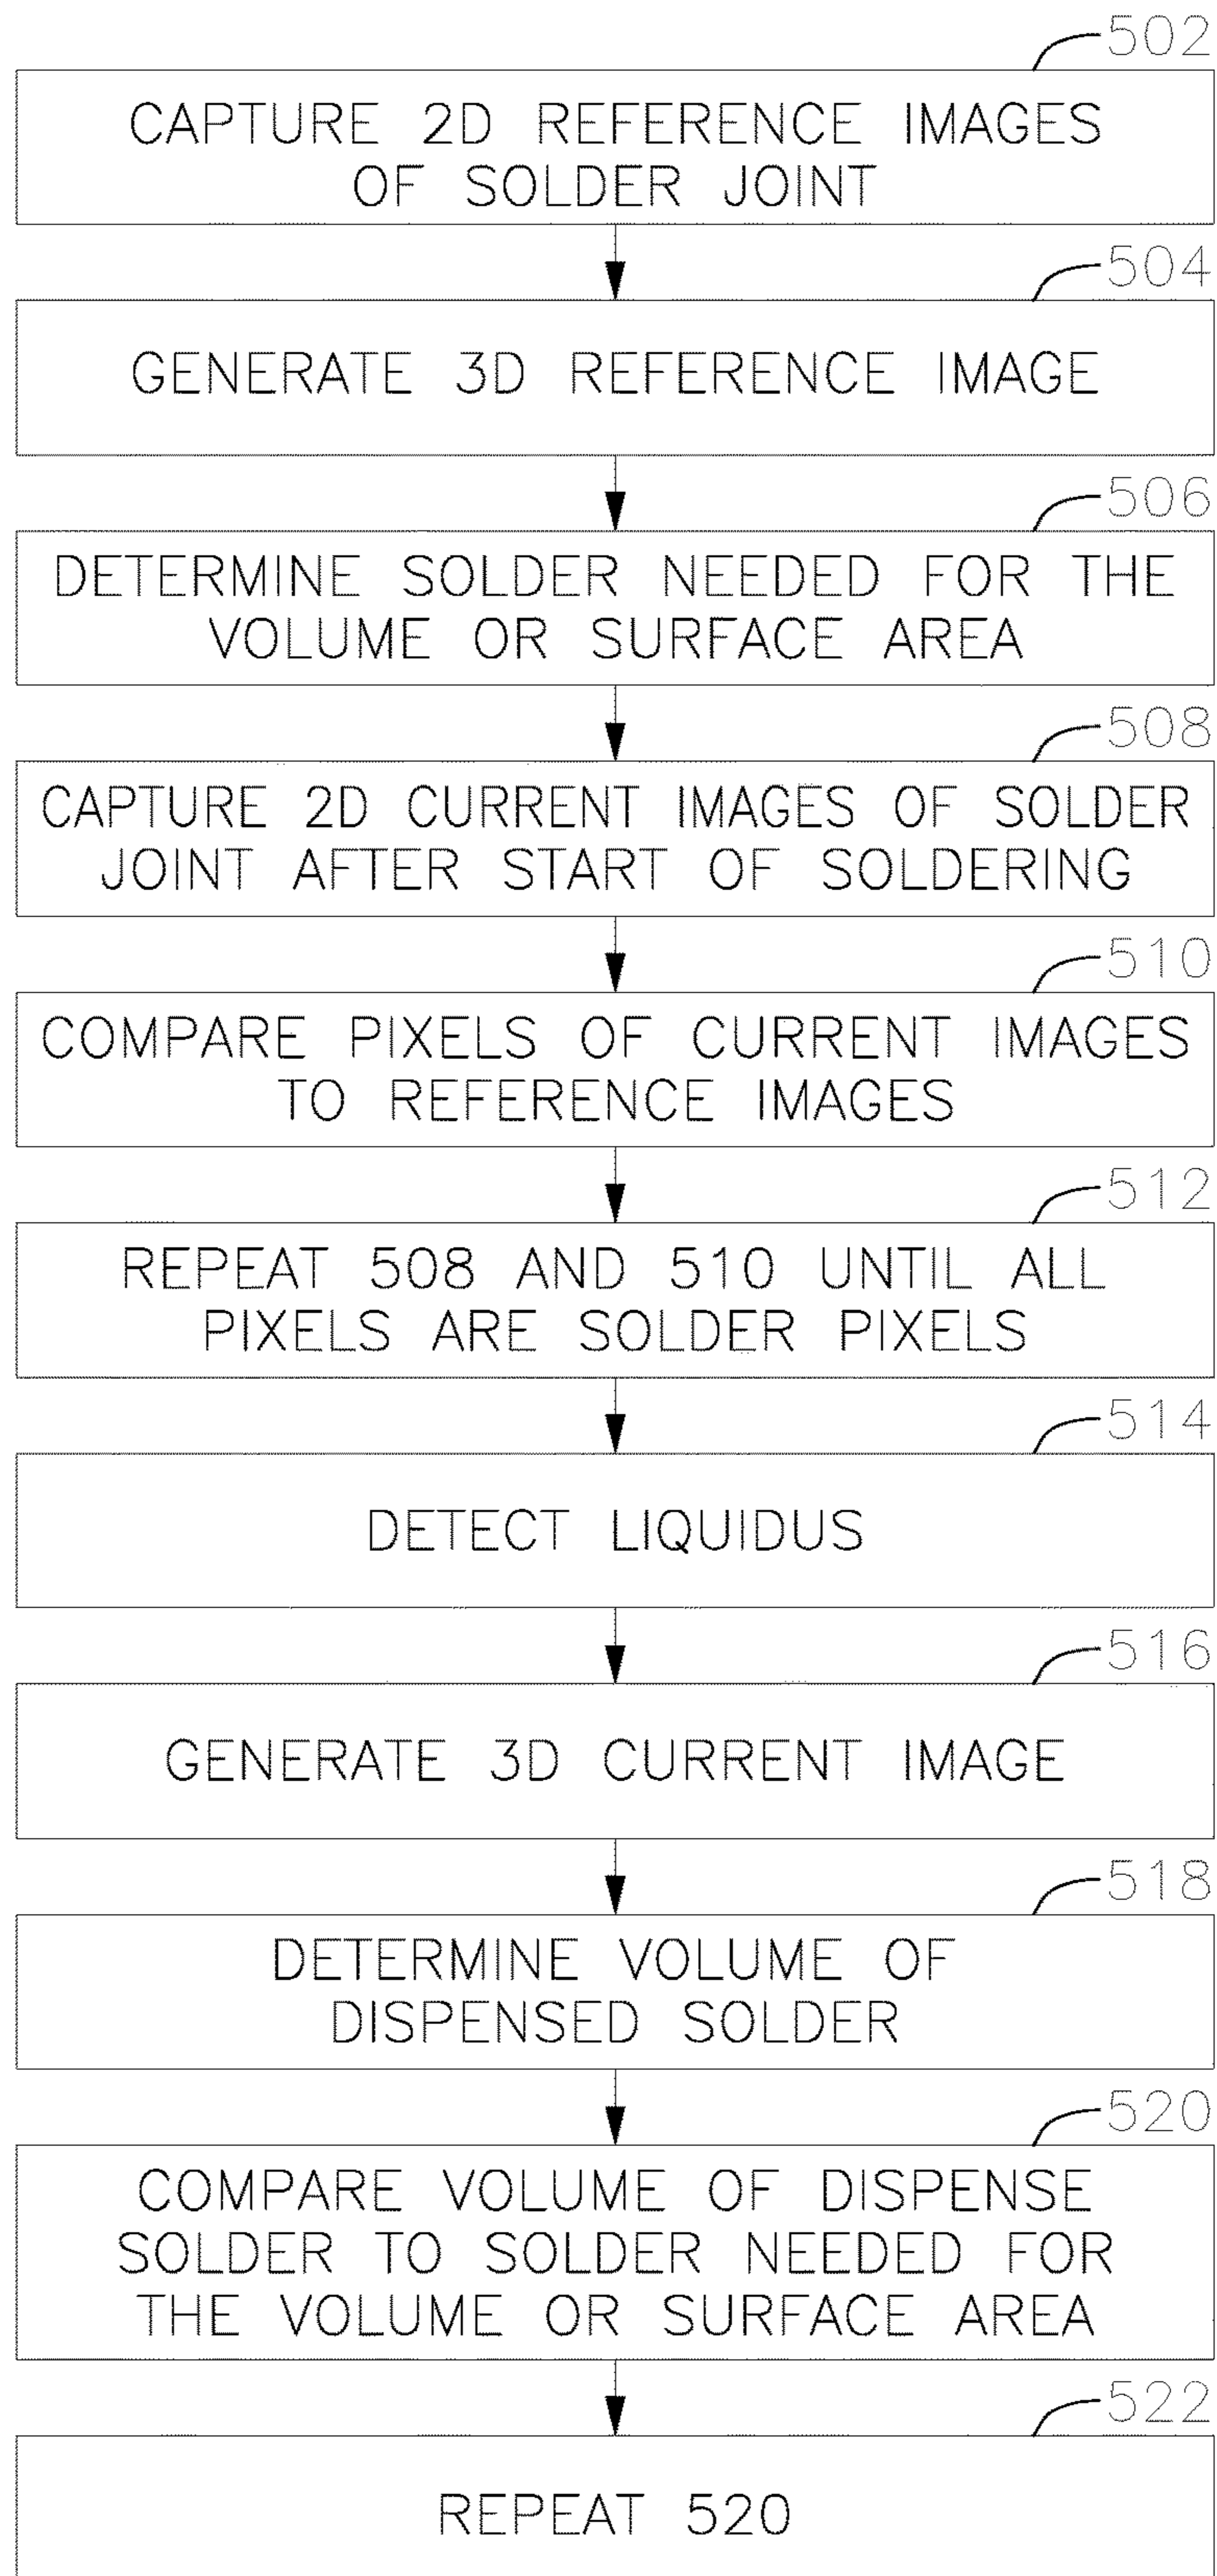 502
CAPTURE 2D REFERENCE IMAGES
OF SOLDER JOINT
504
GENERATE 3D REFERENCE IMAGE
506
DETERMINE SOLDER NEEDED FOR THE
VOLUME OR SURFACE AREA
508
CAPTURE 2D CURRENT IMAGES OF SOLDER
JOINT AFTER START OF SOLDERING
510
COMPARE PIXELS OF CURRENT IMAGES
TO REFERENCE IMAGES
512
REPEAT 508 AND 510 UNTIL ALL
PIXELS ARE SOLDER PIXELS
514
DETECT LIQUIDUS
516
GENERATE 3D CURRENT IMAGE
518
DETERMINE VOLUME OF
DISPENSED SOLDER
520
COMPARE VOLUME OF DISPENSE
SOLDER TO SOLDER NEEDED FOR
THE VOLUME OR SURFACE AREA
522
REPEAT 520